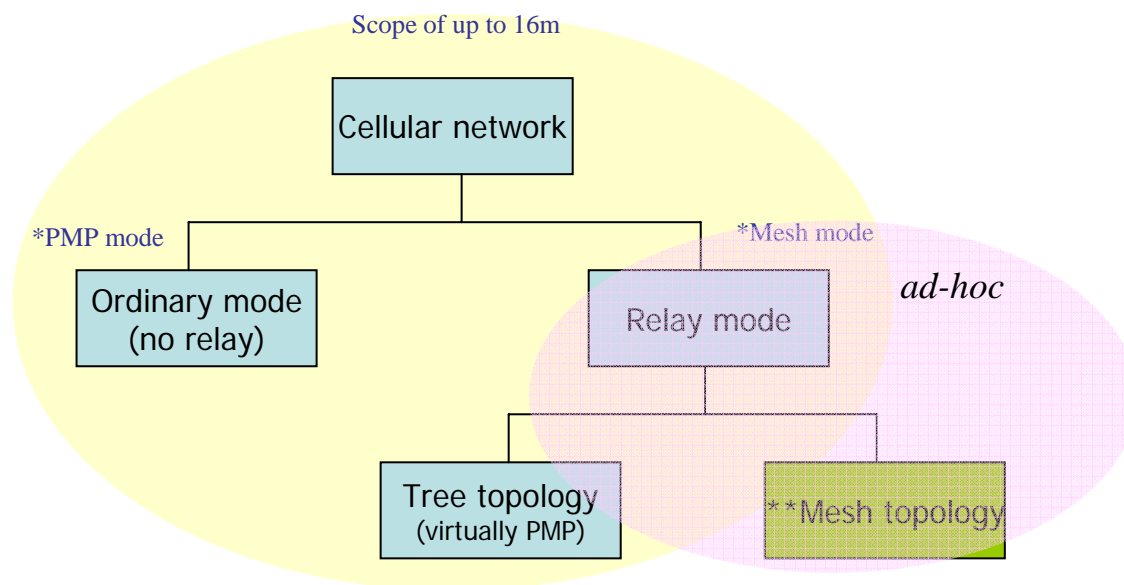 Scope of up to 16m
Cellular network
*PMP mode
*Mesh mode
Ordinary mode
(no relay)
Relay mode
ad-hoc
Tree topology
(virtually PMP)
**Mesh topology